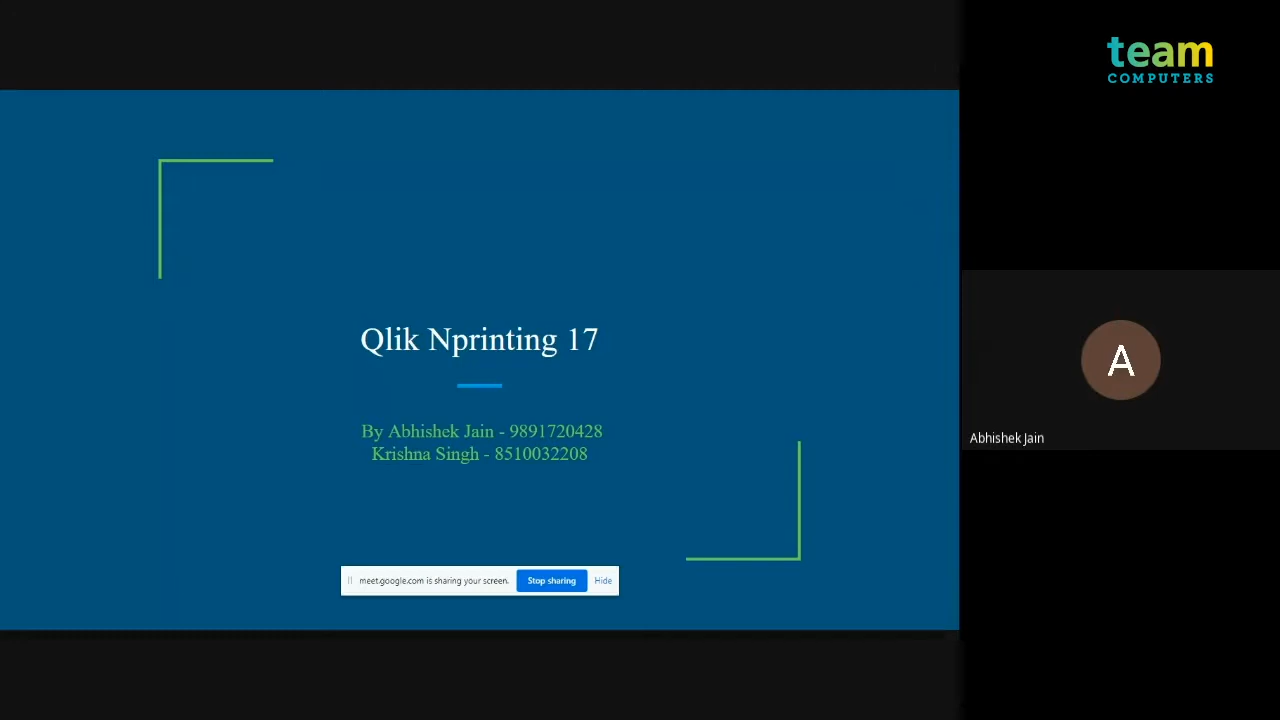 team
COMPUTERS
Qlik Nprinting 17
By Abhishek Jain - 9891720428
Krishna Singh - 8510032208
A
Abhishek Jain
meet.google.com is sharing your screen.
Stop sharing
Hide